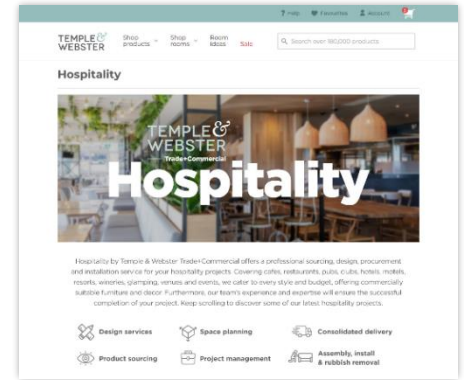 ? Help Favourites Account
TEMPLE & WEBSTER
Shop products
Shop rooms
Room ideas
Sale
Search over 180,000 products
Hospitality
TEMPLE & WEBSTER
Trade+Commercial
Hospitality
Hospitality by Temple & Webster Trade+Commercial offers a professional sourcing, design, procurement
and installation service for your hospitality projects. Covering cafes, restaurants, pubs, clubs, hotels, motels,
resorts, wineries, glamping, venues and events, we cater to every style and budget, offering commercially
suitable furniture and decor. Furthermore, our team's experience and expertise will ensure the successful
completion of your project. Keep scrolling to discover some of our latest hospitality projects.
Design services
Space planning
Consolidated delivery
Product sourcing
Project management
Assembly, install
& rubbish removal